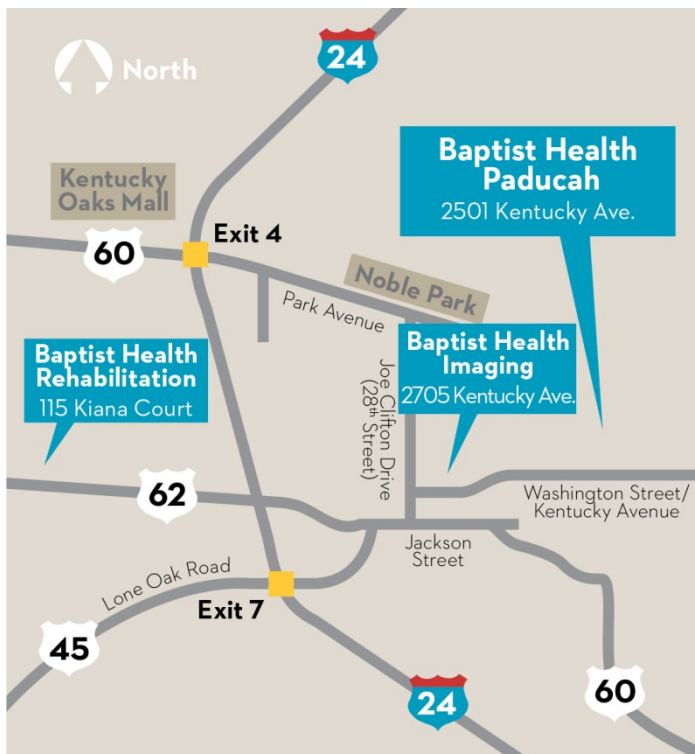 North
24
Baptist Health
Paducah
2501 Kentucky Ave.
Kentucky
Oaks Mall
60
Exit 4
Noble Park
Park Avenue
Baptist Health
Rehabilitation
115 Kiana Court
Baptist Health
Imaging
2705 Kentucky Ave.
Joe Clifton Drive
(28th Street)
62
Washington Street/
Kentucky Avenue
Jackson
Street
Lone Oak Road
Exit 7
45
24
60